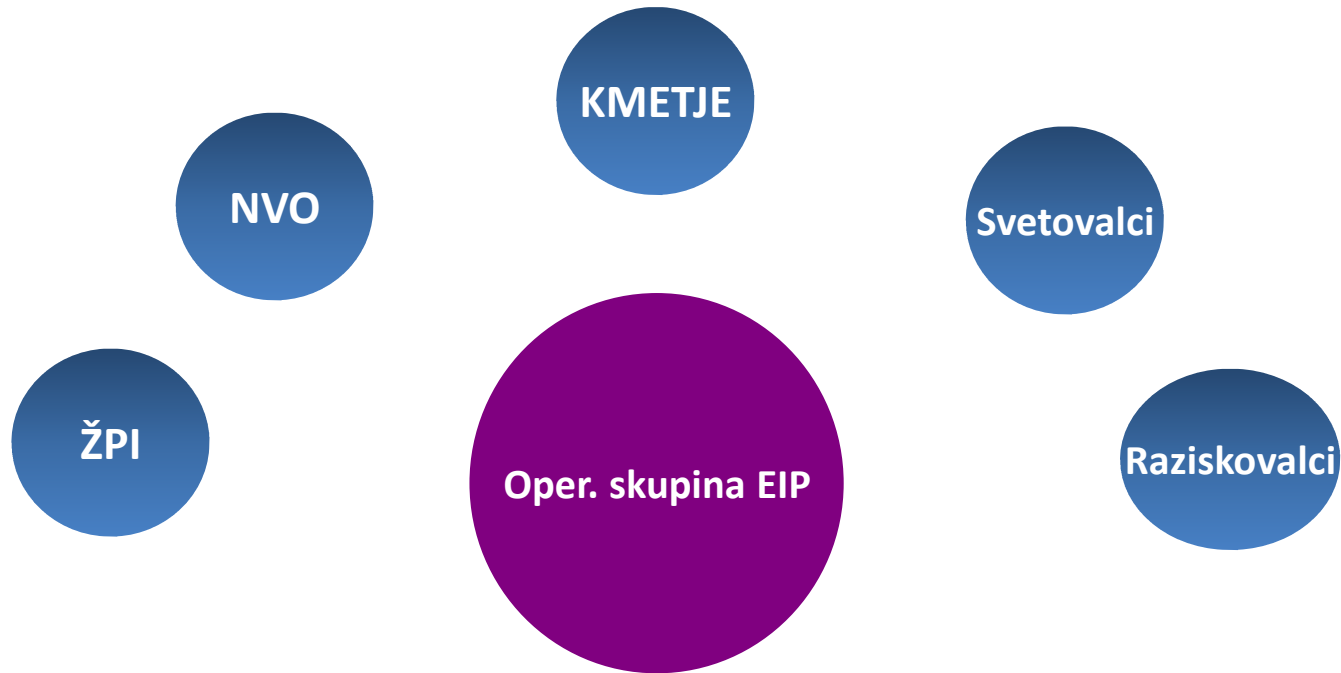 KMETJE
NVO
Svetovalci
ŽPI
Raziskovalci
Oper. skupina EIP